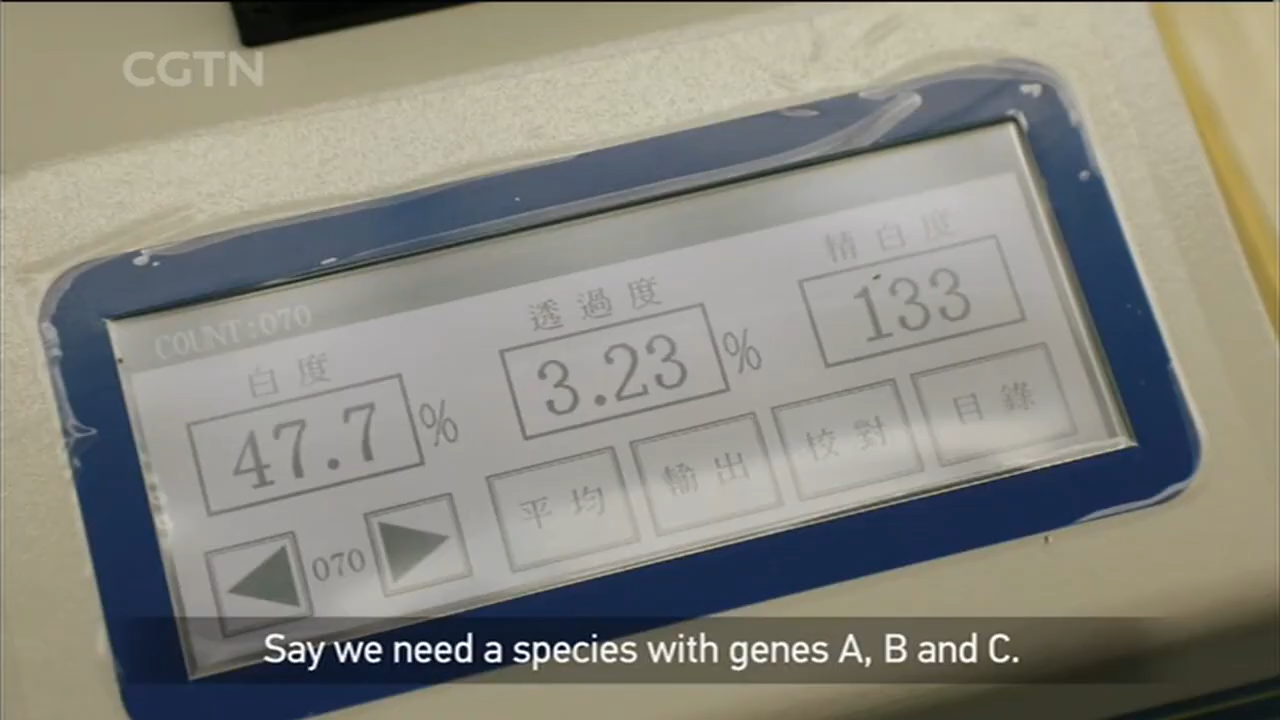 CGTN
COUNT:070
白度
47.7 %
透過度
3.23 %
精白度
133
070
平均
輸出
校對
目錄
Say we need a species with genes A, B and C.